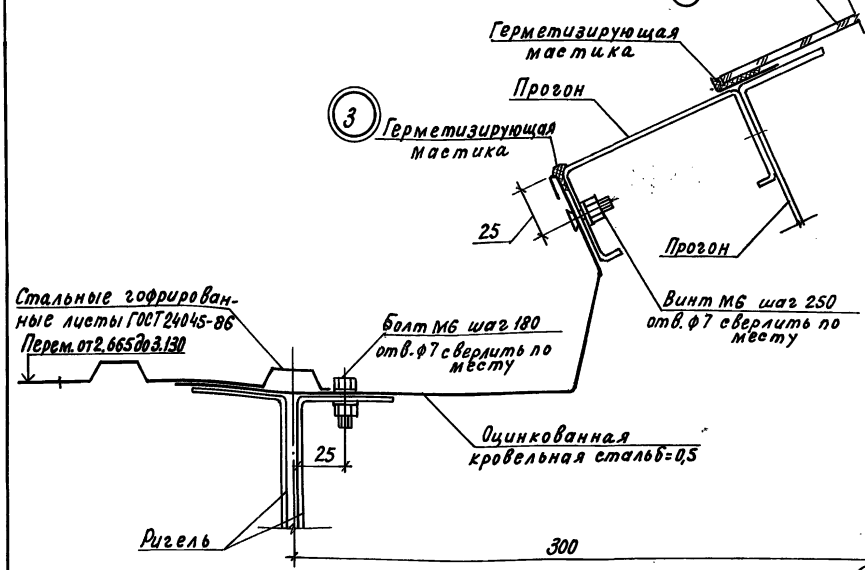 Герметизирующая
мастика
Прогон
3
Герметизирующая
мастика
25
Прогон
Стальные гофрирован-
ные листы ГОСТ 24045-86
Перем. от 2,665 до 3.130
Болт М6 шаг 180
отв. ф7 сверлить по
месту
Винт М6 шаг 250
отв. ф7 сверлить по
месту
Оцинкованная
кровельная сталь б=0,5
25
Ригель
300